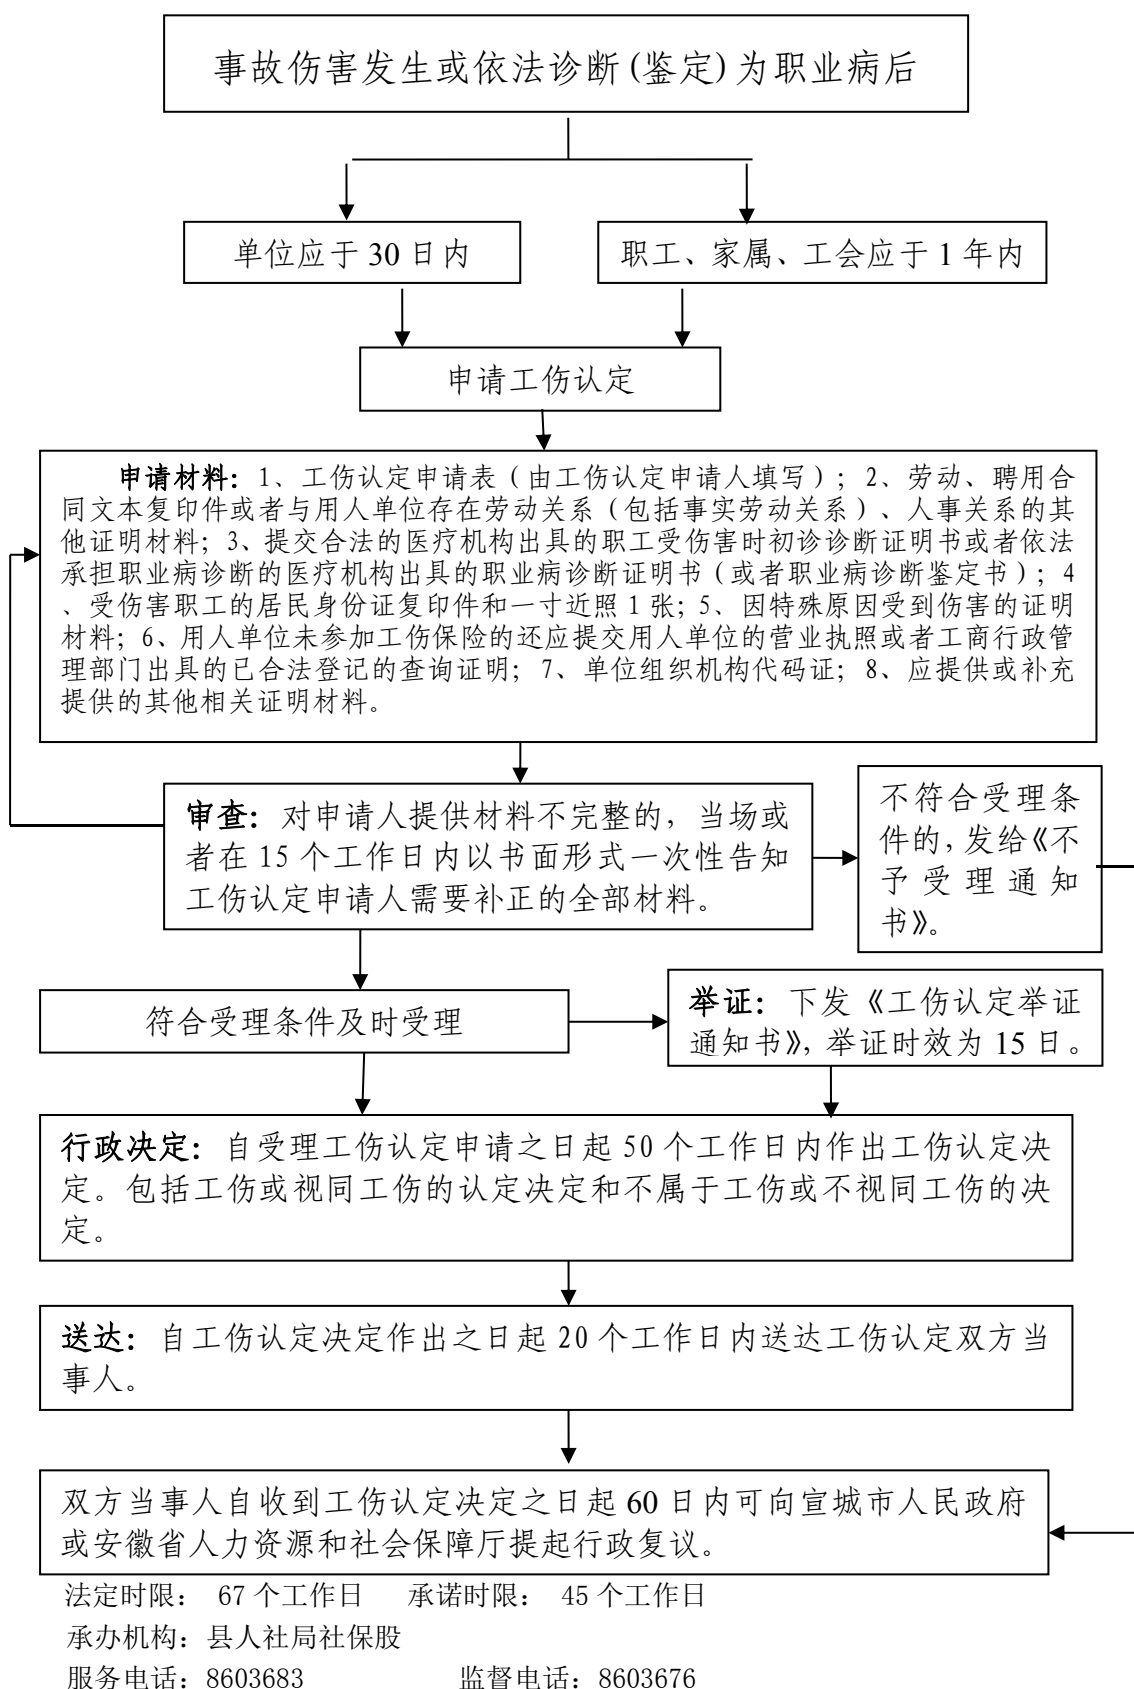 事故伤害发生或依法诊断(鉴定)为职业病后
单位应于 30 日内
职工、家属、工会应于 1 年内
申请工伤认定
申请材料：1、工伤认定申请表（由工伤认定申请人填写）；2、劳动、聘用合
同文本复印件或者与用人单位存在劳动关系（包括事实劳动关系）、人事关系的其
他证明材料；3、提交合法的医疗机构出具的职工受伤害时初诊诊断证明书或者依法
承担职业病诊断的医疗机构出具的职业病诊断证明书（或者职业病诊断鉴定书）；4
、受伤害职工的居民身份证复印件和一寸近照 1 张；5、因特殊原因受到伤害的证明
材料；6、用人单位未参加工伤保险的还应提交用人单位的营业执照或者工商行政管
理部门出具的已合法登记的查询证明；7、单位组织机构代码证；8、应提供或补充
提供的其他相关证明材料。
审查：对申请人提供材料不完整的，当场或
者在 15 个工作日内以书面形式一次性告知
工伤认定申请人需要补正的全部材料。
不符合受理条
件的，发给《不
予受理通知
书》。
符合受理条件及时受理
举证：下发《工伤认定举证
通知书》，举证时效为 15 日。
行政决定：自受理工伤认定申请之日起 50 个工作日内作出工伤认定决
定。包括工伤或视同工伤的认定决定和不属于工伤或不视同工伤的决
定。
送达：自工伤认定决定作出之日起 20 个工作日内送达工伤认定双方当
事人。
双方当事人自收到工伤认定决定之日起 60 日内可向宣城市人民政府
或安徽省人力资源和社会保障厅提起行政复议。
法定时限： 67 个工作日 承诺时限： 45 个工作日
承办机构：县人社局社保股
服务电话：8603683 监督电话：8603676